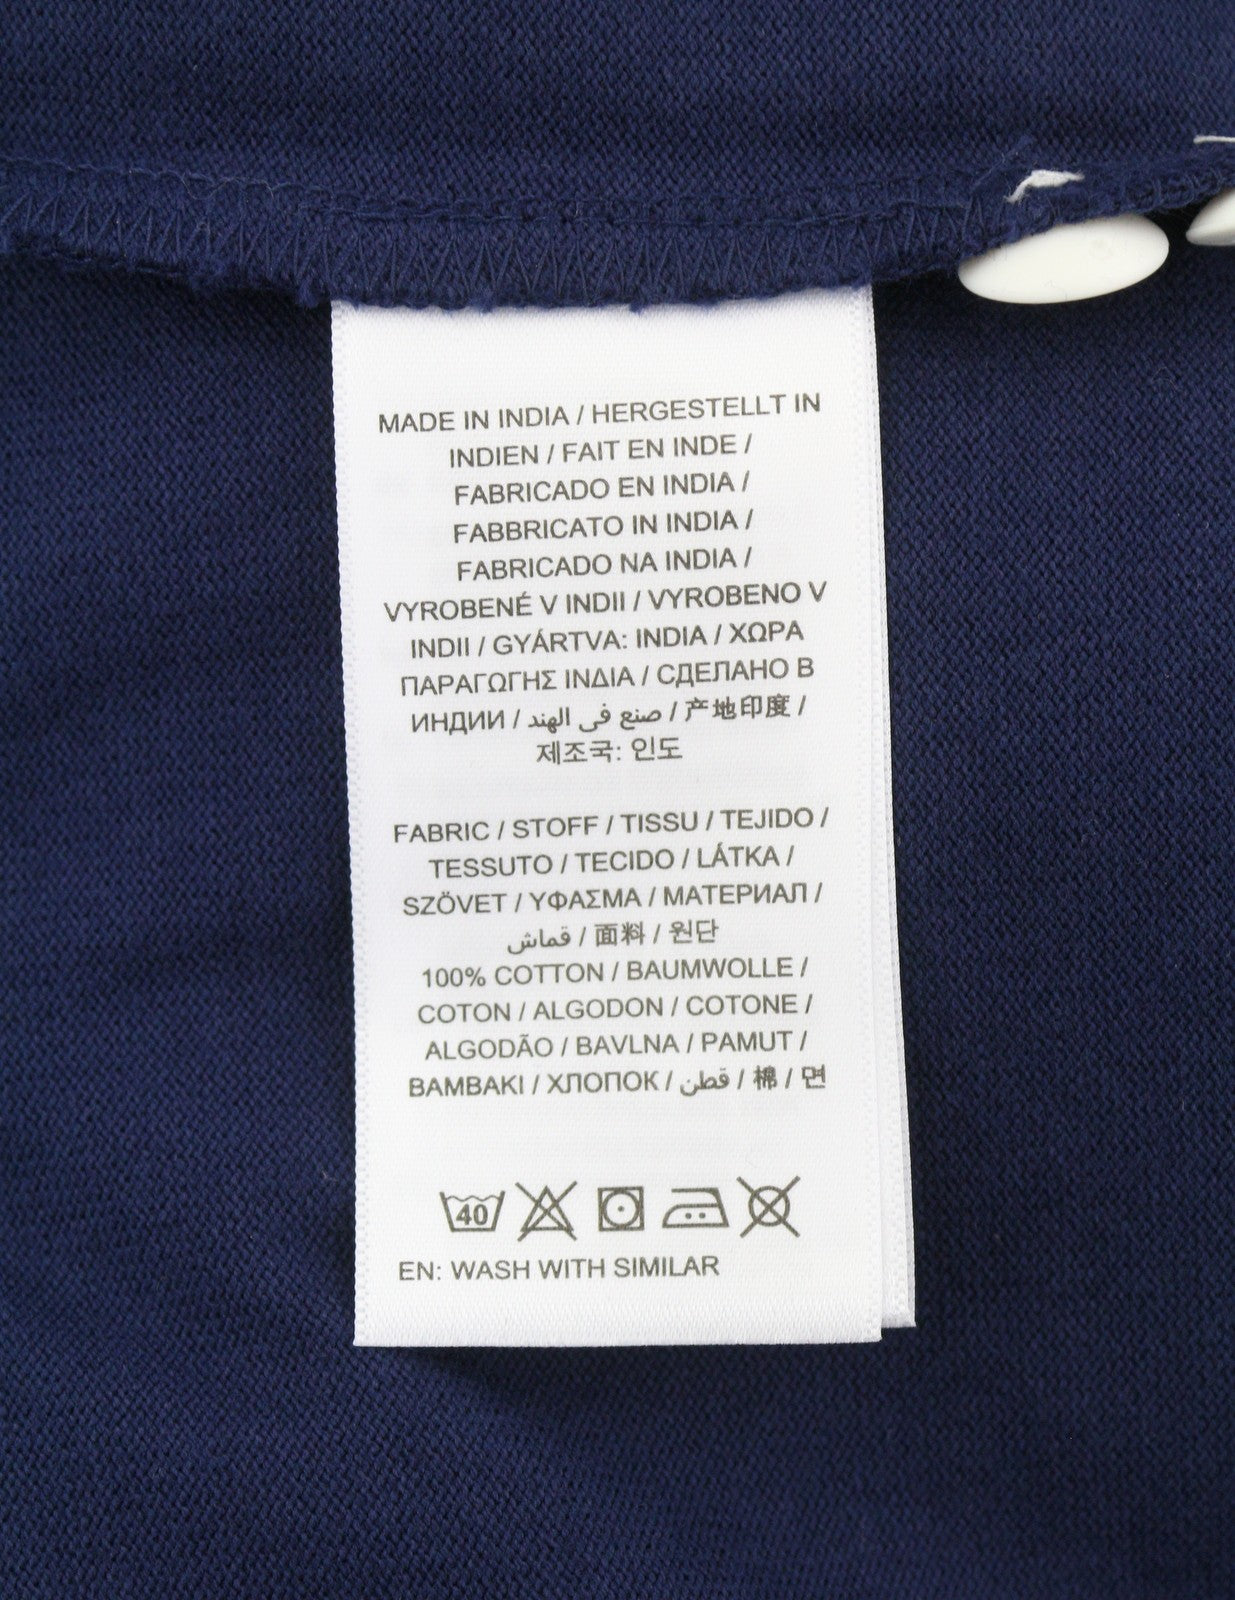 MADE IN INDIA / HERGESTELLT IN
INDIEN / FAIT EN INDE /
FABRICADO EN INDIA /
FABBRICATO IN INDIA /
FABRICADO NA INDIA /
VYROBENÉ V INDII / VYROBENO V
INDII / GYÁRTVA: INDIA / ΧΩΡΑ
ΠΑΡΑΓΩΓΗΣ ΙΝΔΙΑ / СДЕЛАНО В
ИНДИИ / صنع في الهند / 产地印度 /
제조국: 인도
FABRIC / STOFF / TISSU / TEJIDO /
TESSUTO / TECIDO / LÁTKA /
SZÖVET / ΥΦΑΣΜΑ / МАТЕРИАЛ /
قماش / 面料 / 원단
100% COTTON / BAUMWOLLE /
COTON / ALGODON / COTONE /
ALGODÃO / BAVLNA / PAMUT /
ΒΑΜΒΑΚΙ / ХЛОПОК / قطن / 棉 / 면
40
EN: WASH WITH SIMILAR